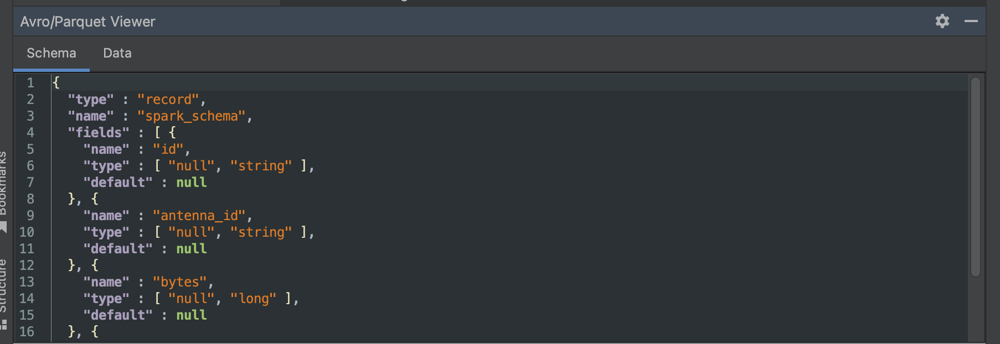 Avro/Parquet Viewer
Schema Data
1 {
2 "type" : "record",
3 "name" : "spark_schema",
4 "fields" : [ {
5 "name" : "id",
6 "type" : [ "null", "string" ],
7 "default" : null
8 }, {
9 "name" : "antenna_id",
10 "type" : [ "null", "string" ],
11 "default" : null
12 }, {
13 "name" : "bytes",
14 "type" : [ "null", "long" ],
15 "default" : null
16 }, {
Bookmarks
Structure